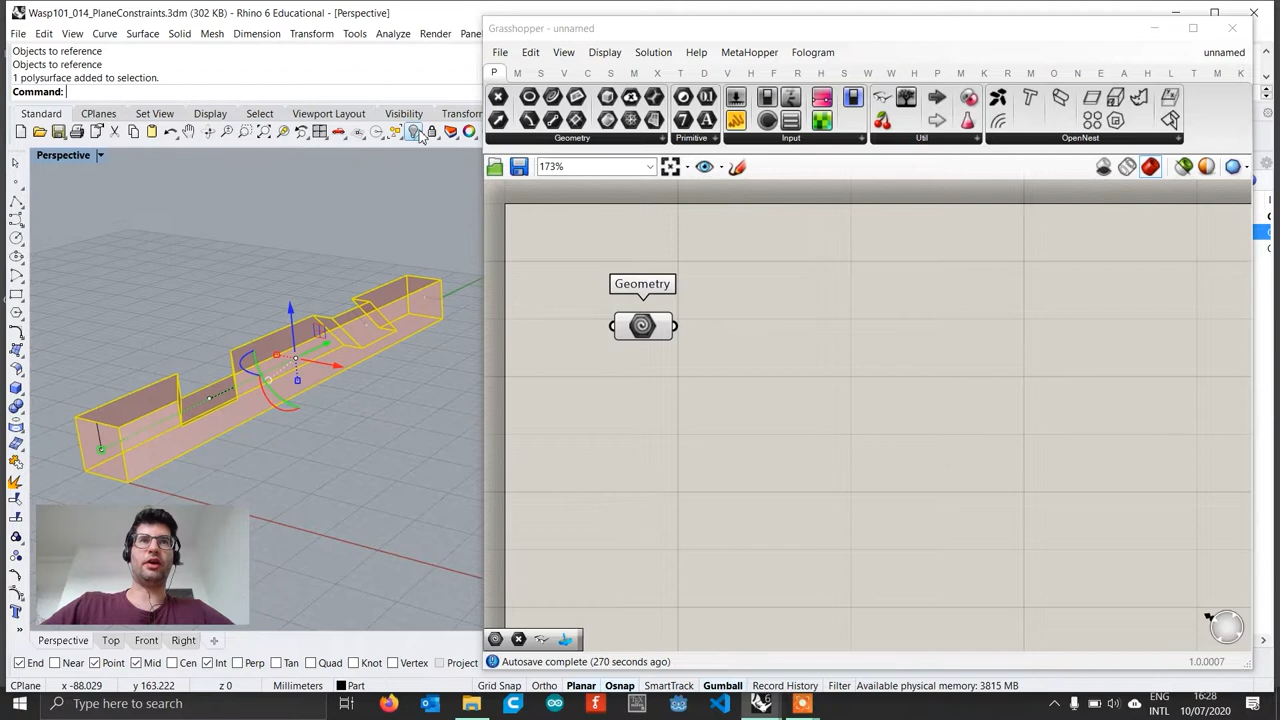 Wasp101_014_PlaneConstraints.3dm (302 KB) - Rhino 6 Educational - [Perspective]
File Edit View Curve Surface Solid Mesh Dimension Transform Tools Analyze Render
Objects to reference
Objects to reference
1 polysurface added to selection.
Command:
Standard CPlanes Set View Display Select Viewport Layout Visibility Transform
Perspective
Perspective Top Front Right
End Near Point Mid Cen Int Perp Tan Quad Knot Vertex Project
CPlane x -88.029 y 163.222 z 0 Millimeters Part Grid Snap Ortho Planar Osnap SmartTrack Gumball Record History Filter Available physical memory: 3815 MB
Grasshopper - unnamed
File Edit View Display Solution Help MetaHopper Fologram unnamed
P M S V C S M X T D W H L B K K F W N E A M P H L M K
Geometry Primitive Input Util OpenNest
173%
Geometry
Autosave complete (270 seconds ago) 1.0.0007
Type here to search
ENG
INTL
16:28
10/07/2020